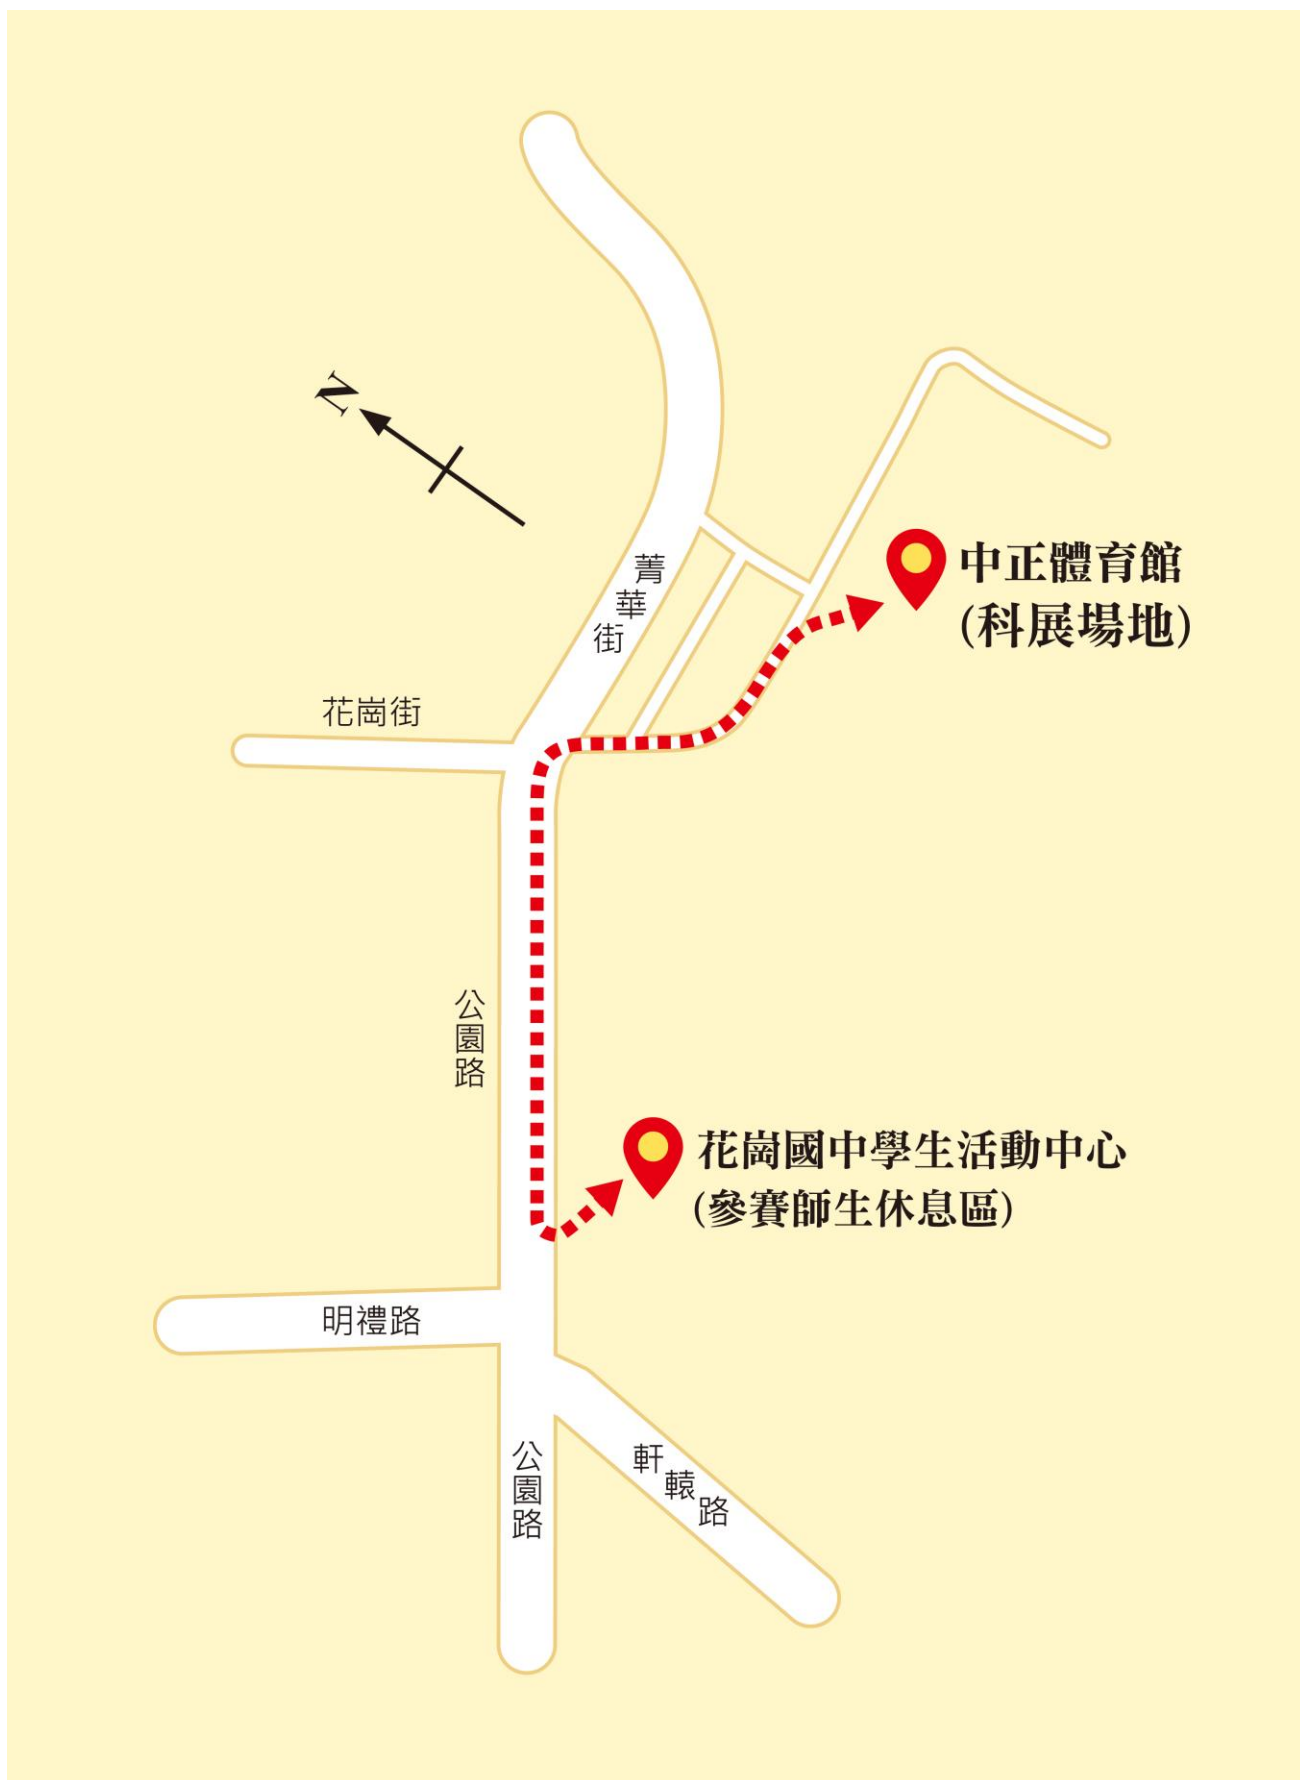 N
中正體育館
(科展場地)
菁華街
花崗街
公園路
花崗國中學生活動中心
(參賽師生休息區)
明禮路
公園路
軒轅路